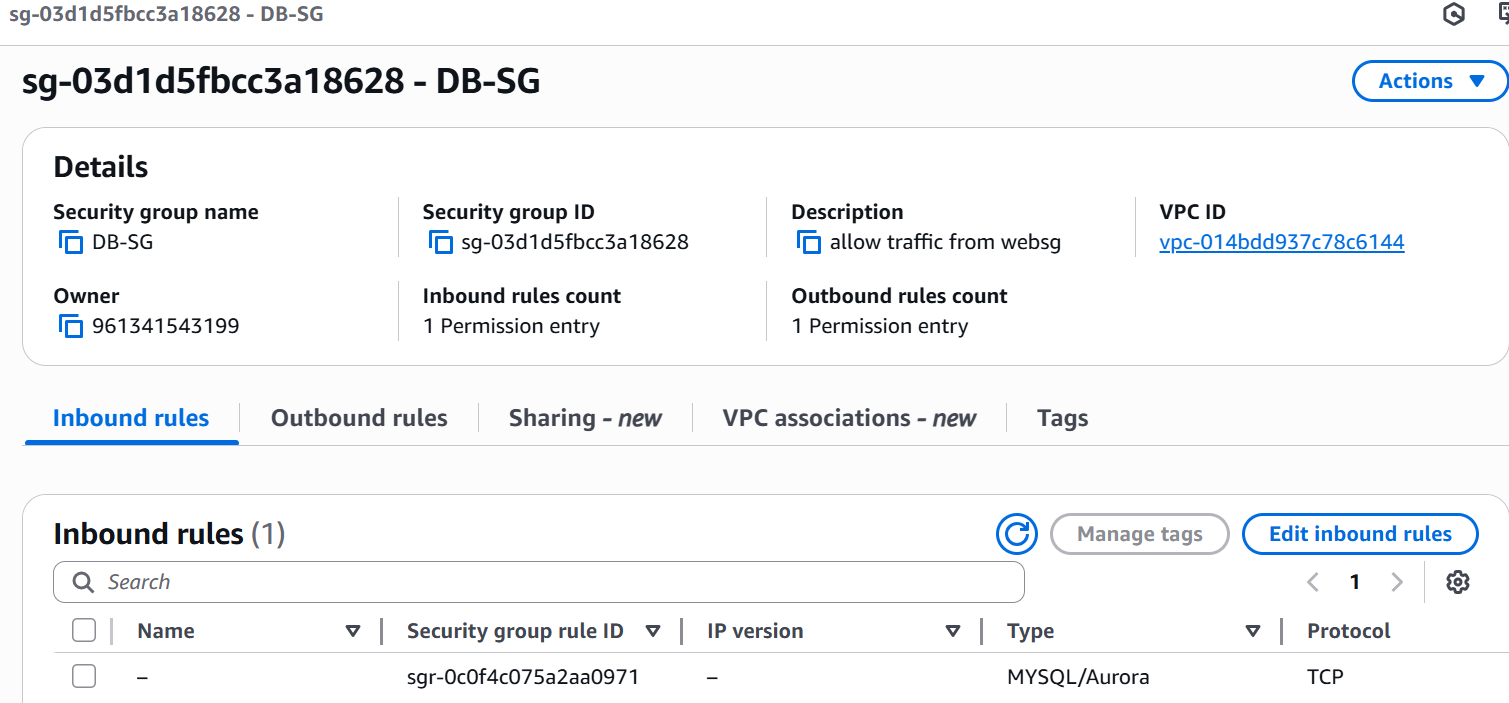 sg-03d1d5fbcc3a18628 - DB-SG
sg-03d1d5fbcc3a18628 - DB-SG
Actions
Details
Security group name
DB-SG
Security group ID
sg-03d1d5fbcc3a18628
Description
allow traffic from websg
VPC ID
vpc-014bdd937c78c6144
Owner
961341543199
Inbound rules count
1 Permission entry
Outbound rules count
1 Permission entry
Inbound rules Outbound rules Sharing - new VPC associations - new Tags
Inbound rules (1)
Manage tags Edit inbound rules
Search
1
Name Security group rule ID IP version Type Protocol
– sgr-0c0f4c075a2aa0971 – MYSQL/Aurora TCP